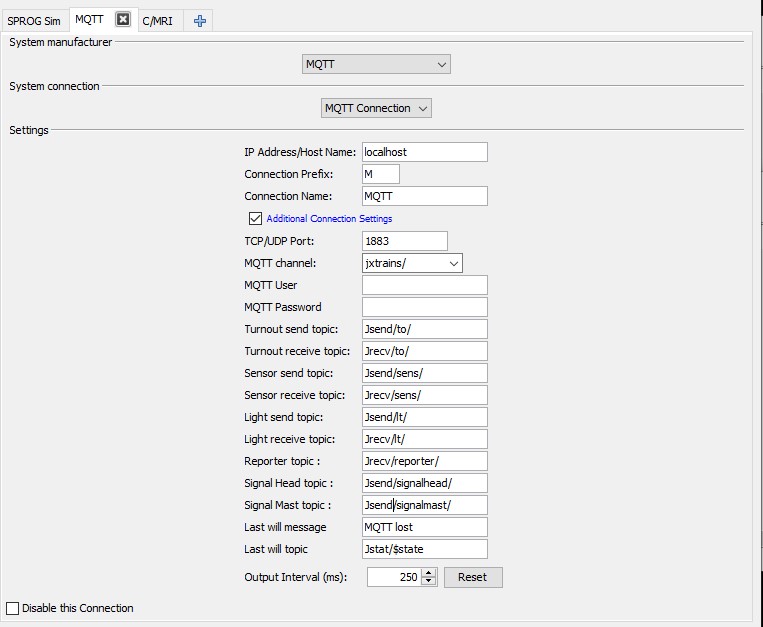 SPROG Sim MQTT C/MRI
System manufacturer
MQTT
System connection
MQTT Connection
Settings
IP Address/Host Name: localhost
Connection Prefix: M
Connection Name: MQTT
Additional Connection Settings
TCP/UDP Port: 1883
MQTT channel: jxtrains/
MQTT User
MQTT Password
Turnout send topic: Jsend/to/
Turnout receive topic: Jrecv/to/
Sensor send topic: Jsend/sens/
Sensor receive topic: Jrecv/sens/
Light send topic: Jsend/lt/
Light receive topic: Jrecv/lt/
Reporter topic : Jrecv/reporter/
Signal Head topic : Jsend/signalhead/
Signal Mast topic : Jsend/signalmast/
Last will message MQTT lost
Last will topic Jstat/$state
Output Interval (ms): 250 Reset
Disable this Connection